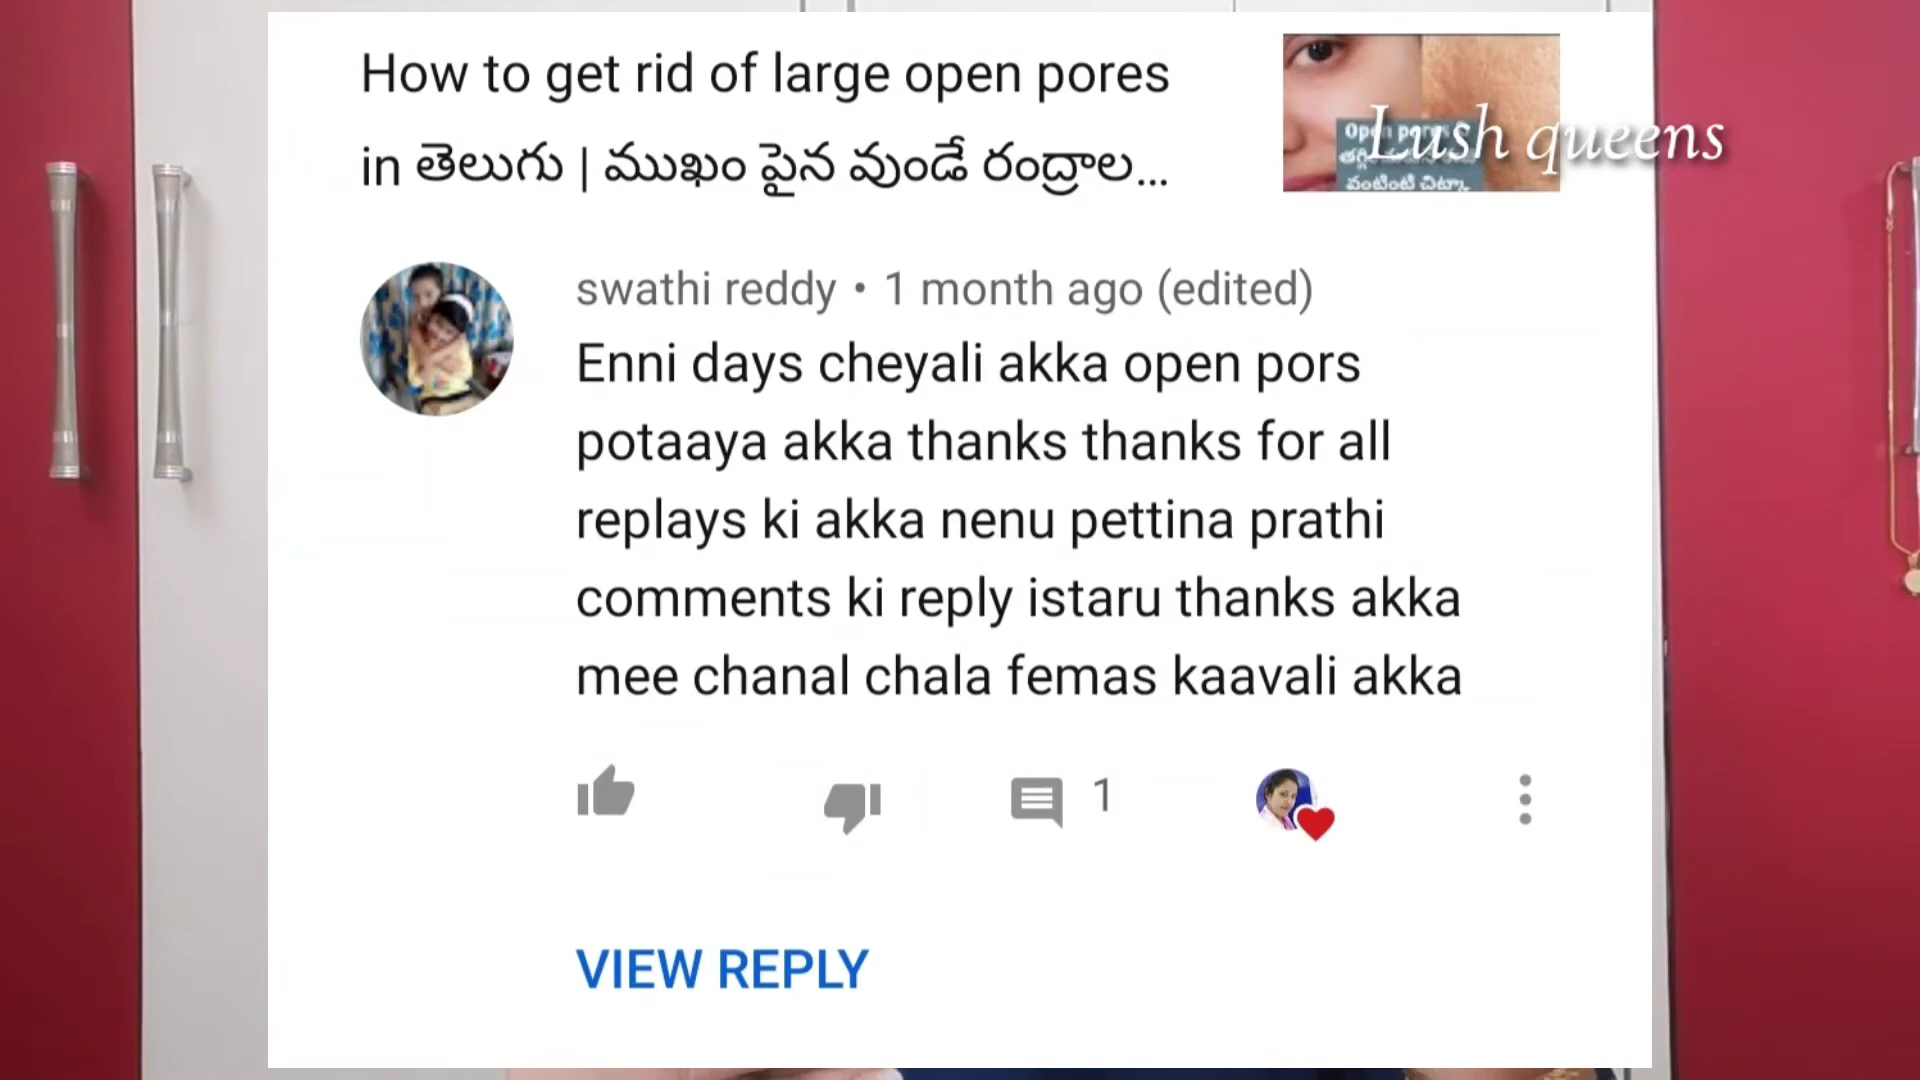 How to get rid of large open pores
in తెలుగు | ముఖం పైన వుండే రంధ్రాల...
Lush queens
Open pores
వంటింటి చిట్కా
swathi reddy • 1 month ago (edited)
Enni days cheyali akka open pors
potaaya akka thanks thanks for all
replays ki akka nenu pettina prathi
comments ki reply istaru thanks akka
mee chanal chala femas kaavali akka
1
VIEW REPLY